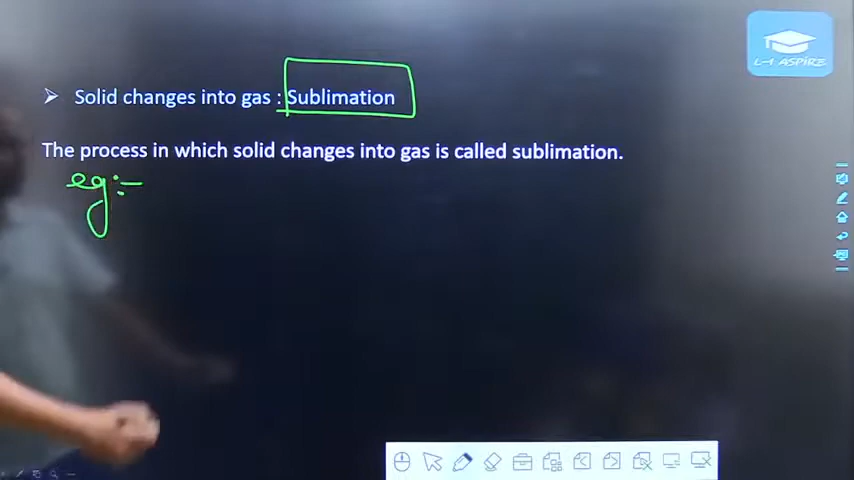 L-1 ASPIRE
Solid changes into gas : Sublimation
The process in which solid changes into gas is called sublimation.
eg:-